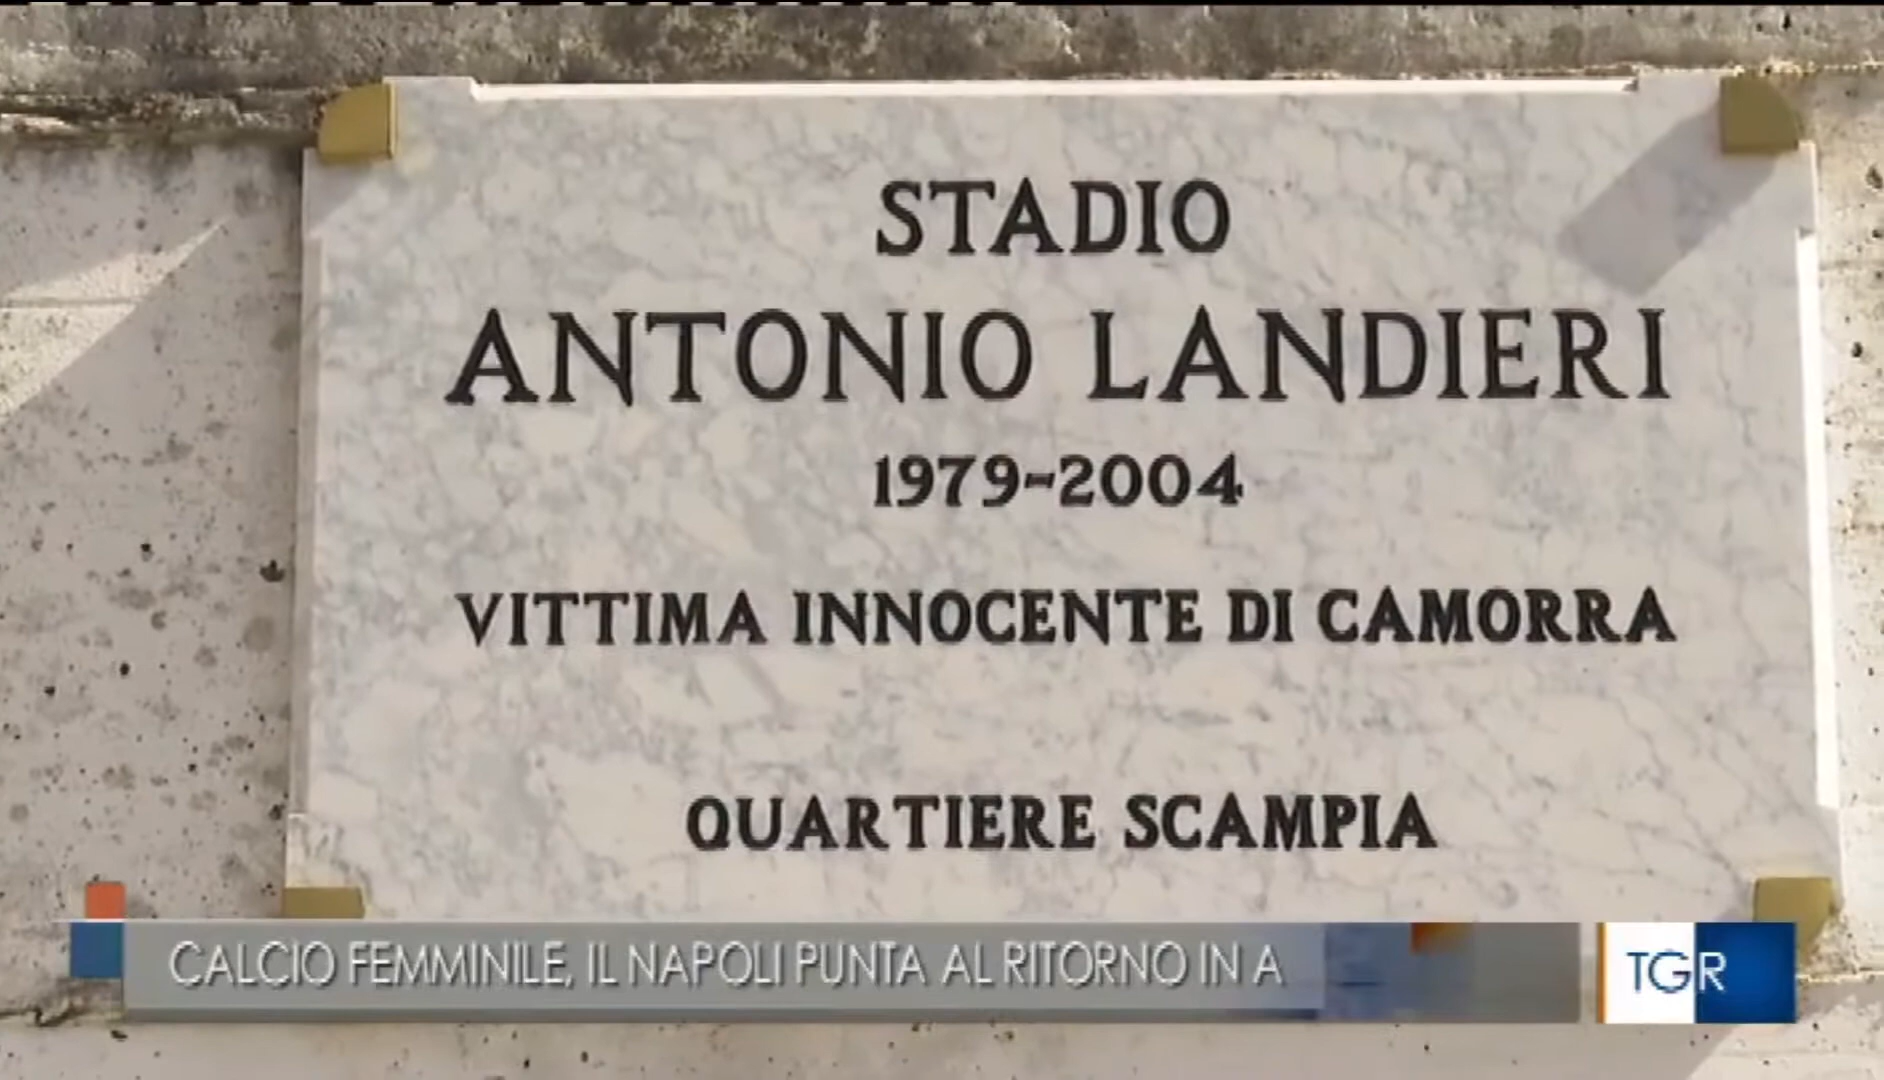 STADIO
ANTONIO LANDIERI
1979-2004
VITTIMA INNOCENTE DI CAMORRA
QUARTIERE SCAMPIA
CALCIO FEMMINILE, IL NAPOLI PUNTA AL RITORNO IN A
TGR